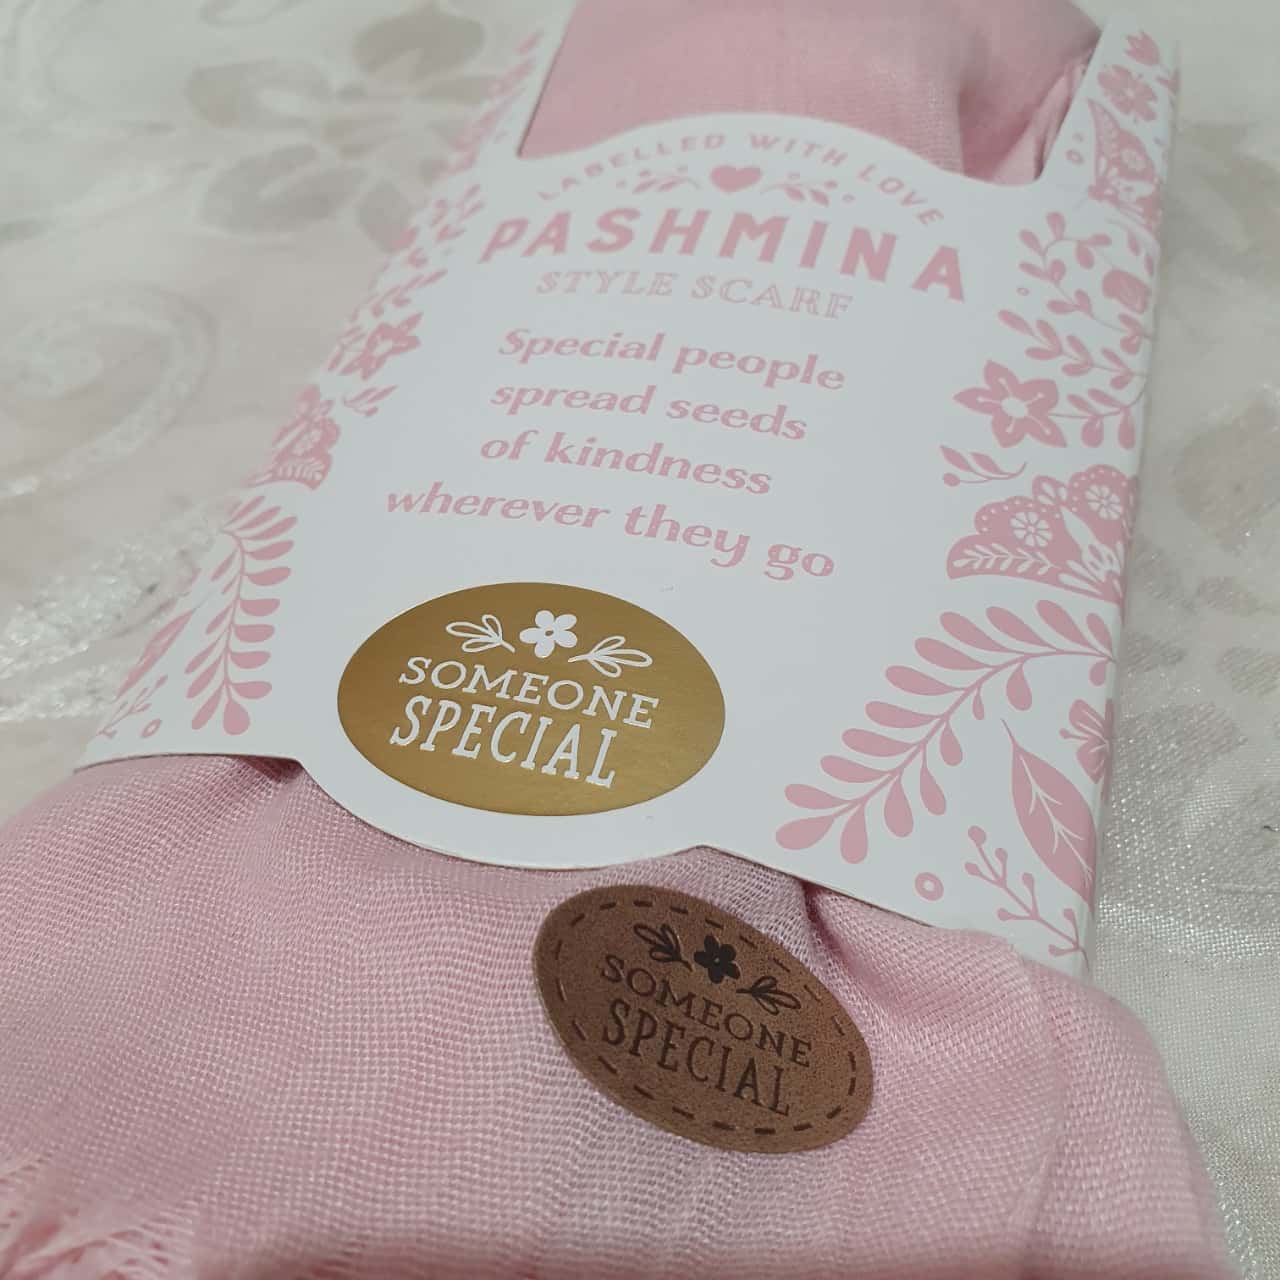 LABELLED WITH LOVE
PASHMINA
STYLE SCARF
Special people
spread seeds
of kindness
wherever they go
SOMEONE
SPECIAL
SOMEONE
SPECIAL